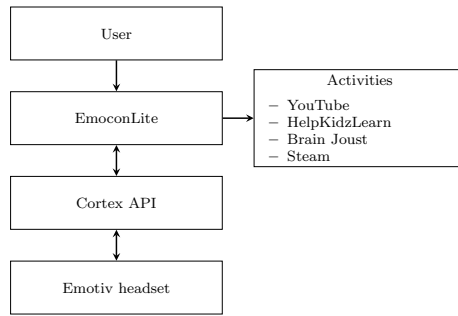 User
EmoconLite
Activities
– YouTube
– HelpKidzLearn
– Brain Joust
– Steam
Cortex API
Emotiv headset